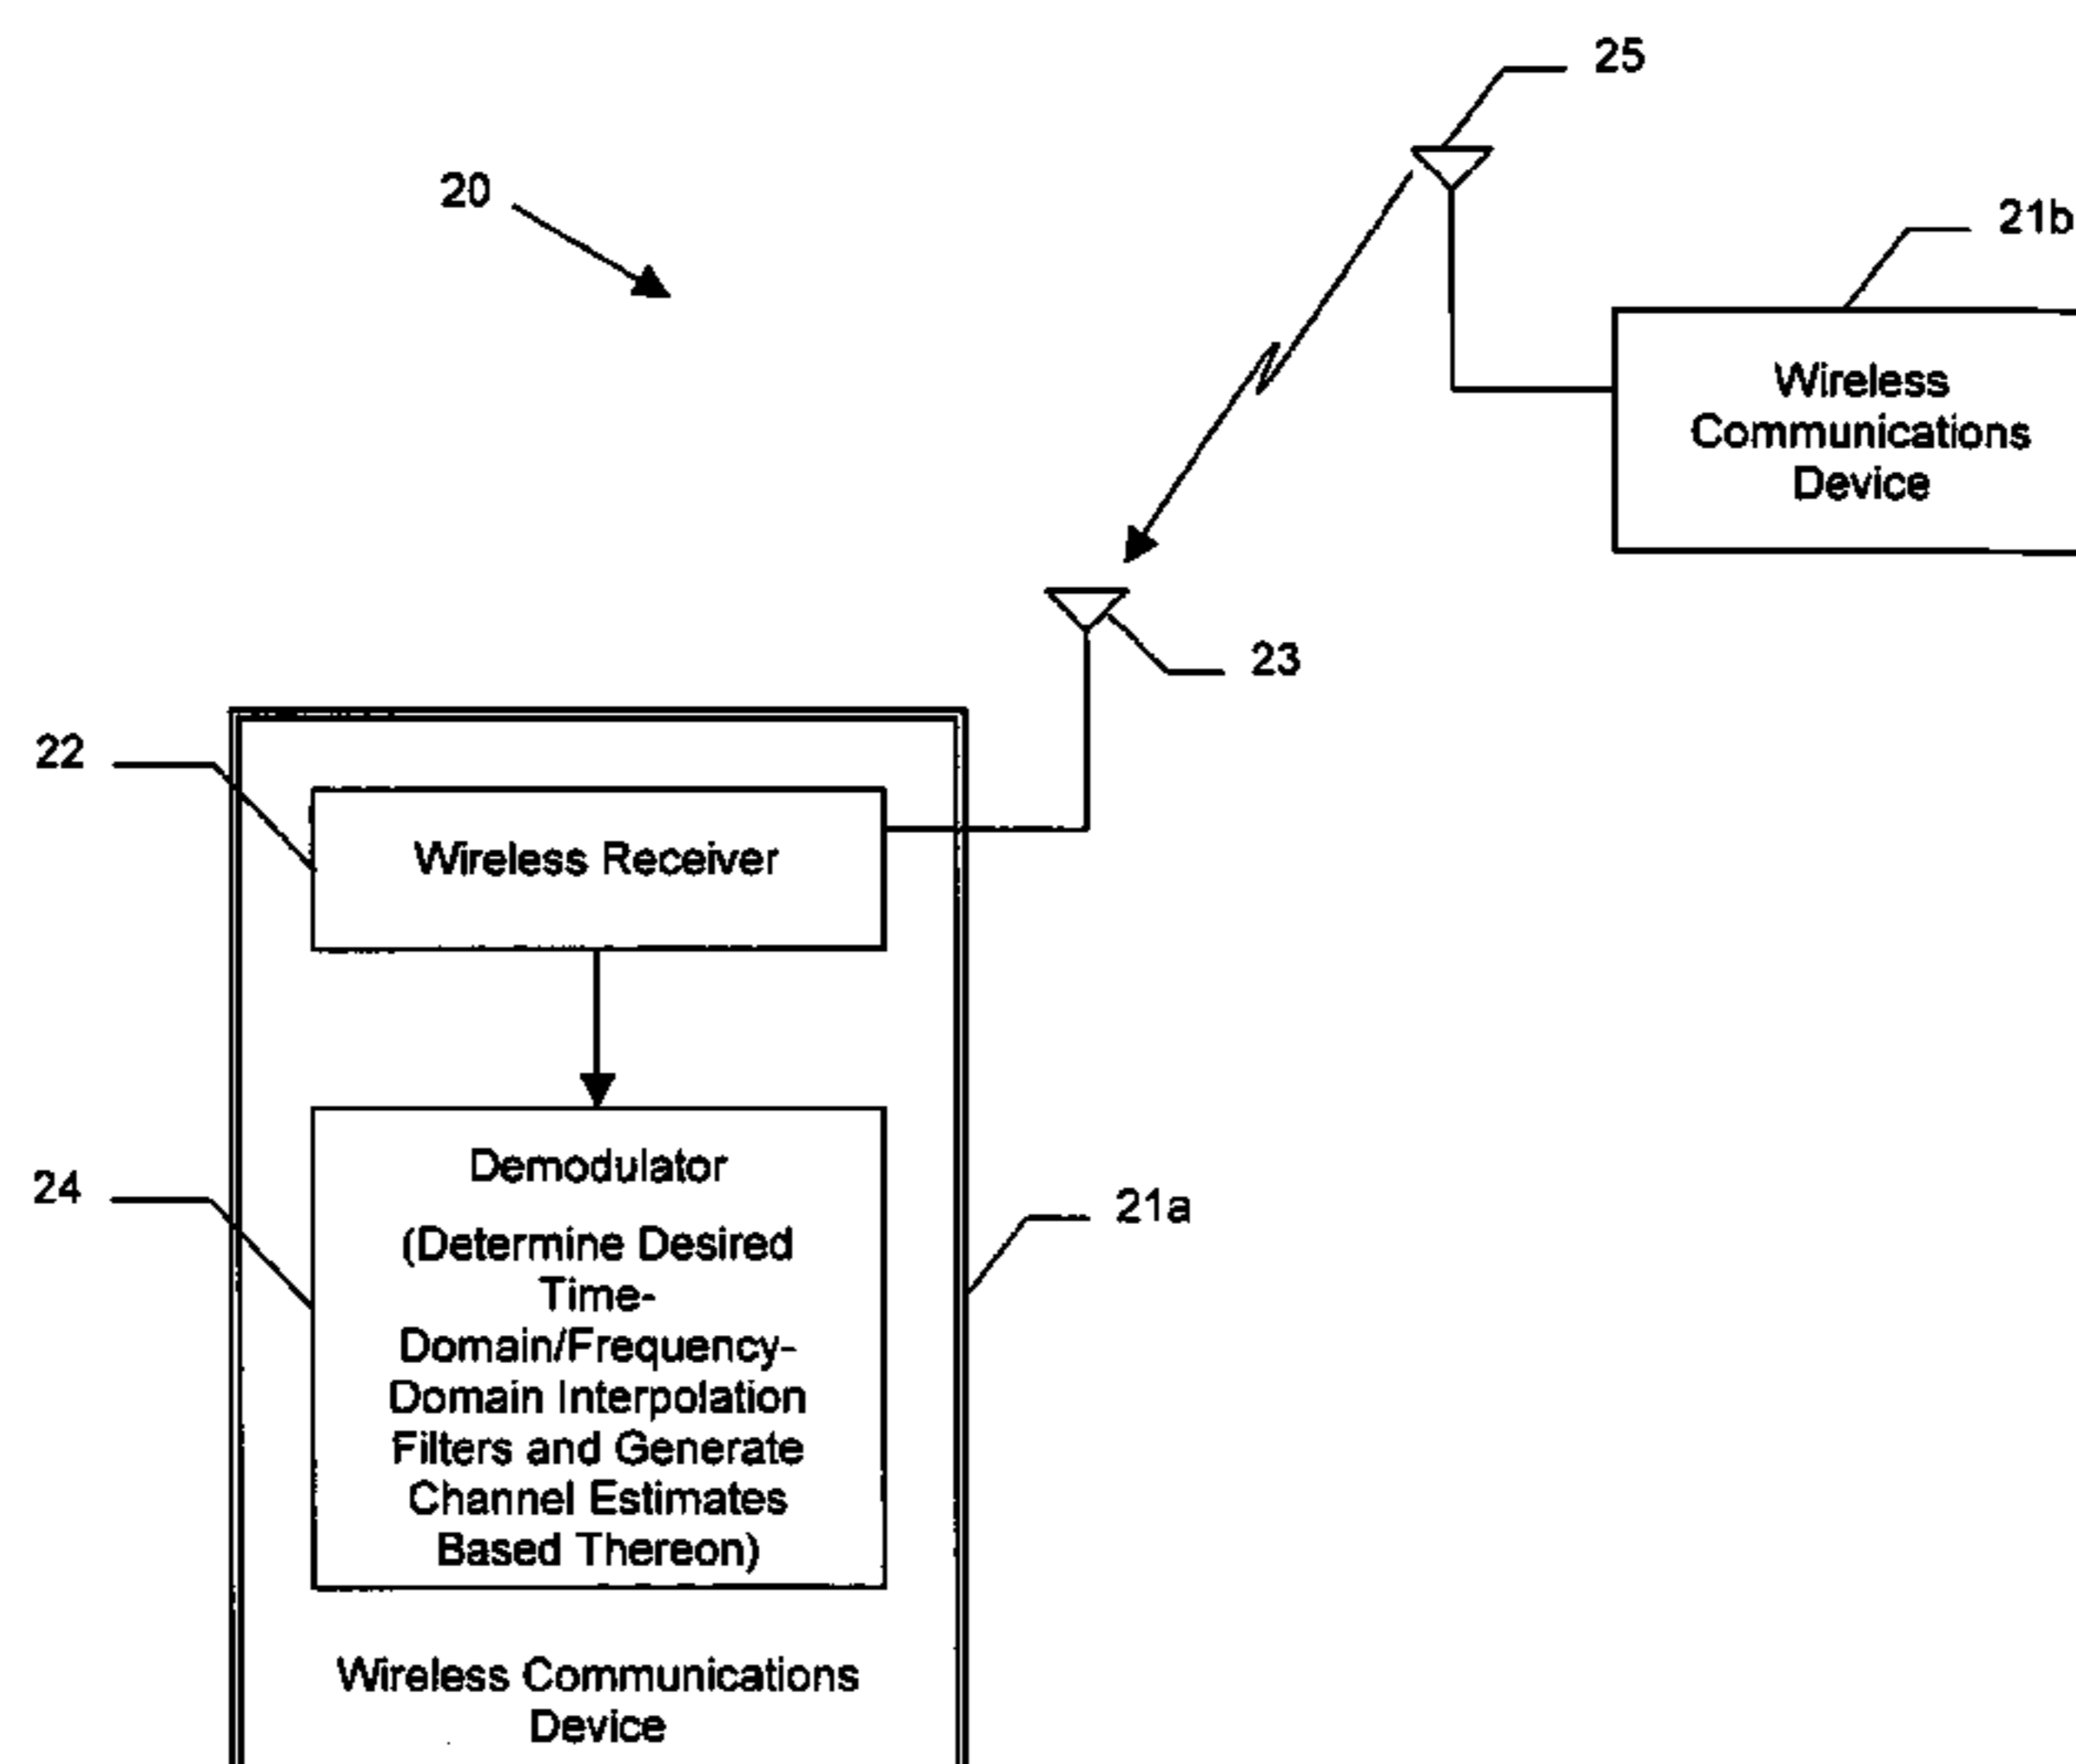 25
20
21b
Wireless
Communications
Device
23
22
Wireless Receiver
24
Demodulator
21a
(Determine Desired
Time-
Domain/Frequency-
Domain Interpolation
Filters and Generate
Channel Estimates
Based Thereon)
Wireless Communications
Device